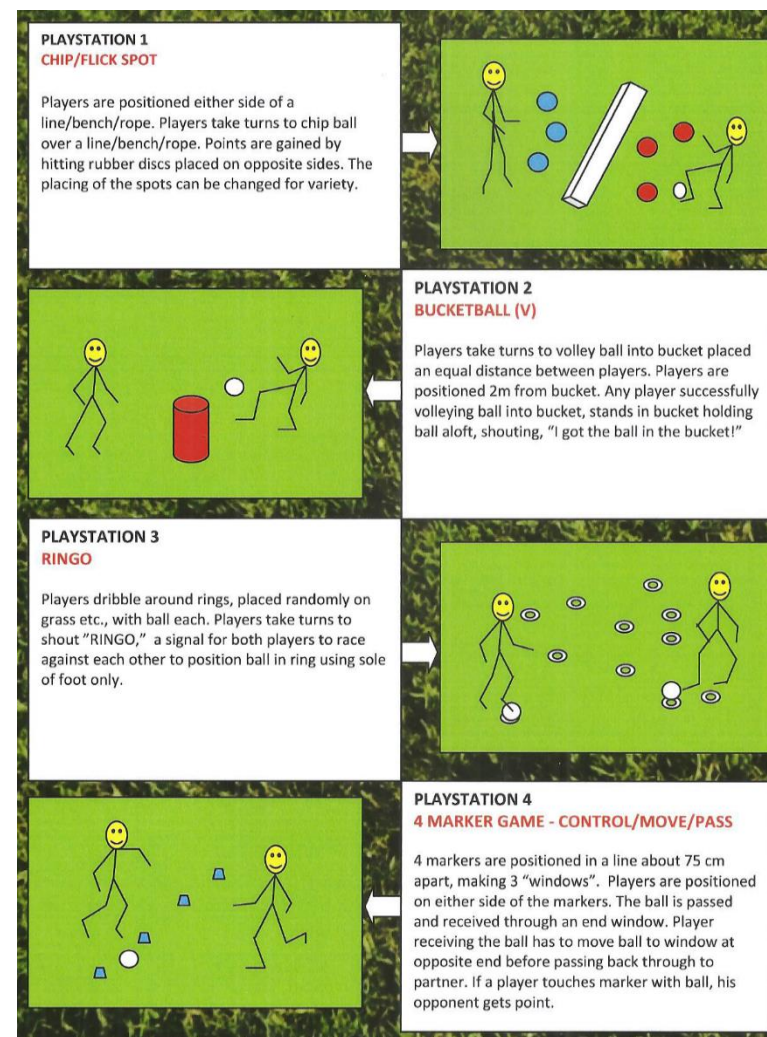 PLAYSTATION 1
CHIP/FLICK SPOT
Players are positioned either side of a
line/bench/rope. Players take turns to chip ball
over a line/bench/rope. Points are gained by
hitting rubber discs placed on opposite sides. The
placing of the spots can be changed for variety.
PLAYSTATION 2
BUCKETBALL (V)
Players take turns to volley ball into bucket placed
an equal distance between players. Players are
positioned 2m from bucket. Any player successfully
volleying ball into bucket, stands in bucket holding
ball aloft, shouting, “I got the ball in the bucket!”
PLAYSTATION 3
RINGO
Players dribble around rings, placed randomly on
grass etc., with ball each. Players take turns to
shout ”RINGO,” a signal for both players to race
against each other to position ball in ring using sole
of foot only.
PLAYSTATION 4
4 MARKER GAME - CONTROL/MOVE/PASS
4 markers are positioned in a line about 75 cm
apart, making 3 “windows”. Players are positioned
on either side of the markers. The ball is passed
and received through an end window. Player
receiving the ball has to move ball to window at
opposite end before passing back through to
partner. If a player touches marker with ball, his
opponent gets point.